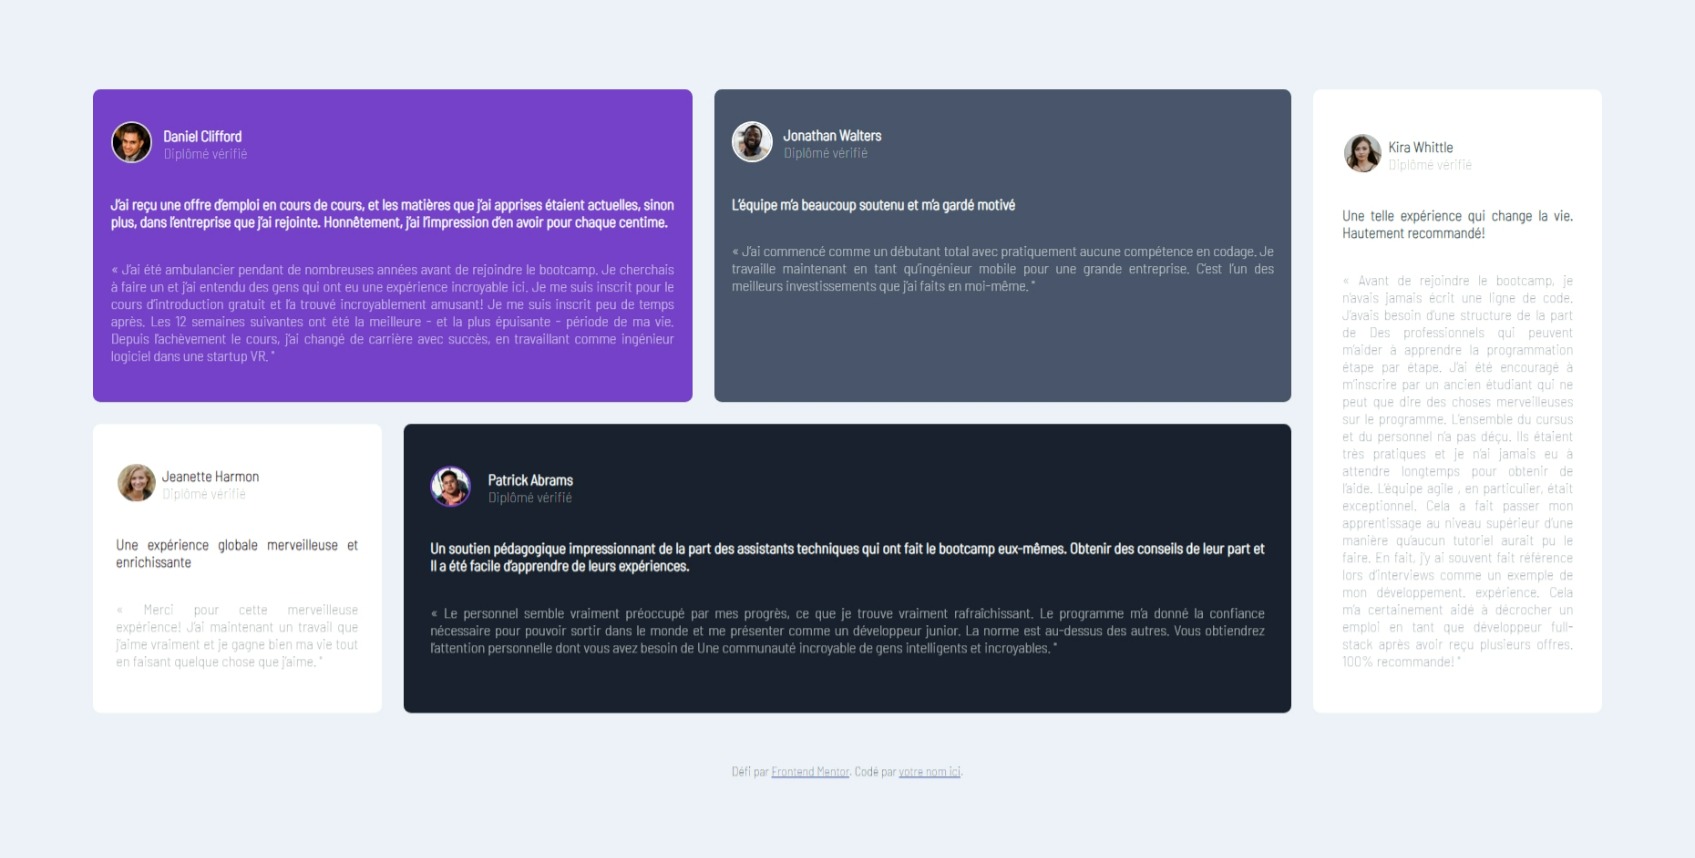 Daniel Clifford
Diplômé vérifié
J'ai reçu une offre d'emploi en cours de cours, et les matières que j'ai apprises étaient actuelles, sinon
plus, dans l'entreprise que j'ai rejointe. Honnêtement, j'ai l'impression d'en avoir pour chaque centime.
« J'ai été ambulancier pendant de nombreuses années avant de rejoindre le bootcamp. Je cherchais
à faire un et j'ai entendu des gens qui ont eu une expérience incroyable ici. Je me suis inscrit pour le
cours d'introduction gratuit et l'a trouvé incroyablement amusant! Je me suis inscrit peu de temps
après. Les 12 semaines suivantes ont été la meilleure - et la plus épuisante - période de ma vie.
Depuis l'achèvement le cours, j'ai changé de carrière avec succès, en travaillant comme ingénieur
logiciel dans une startup VR. "
Jonathan Walters
Diplômé vérifié
L'équipe m'a beaucoup soutenu et m'a gardé motivé
« J'ai commencé comme un débutant total avec pratiquement aucune compétence en codage. Je
travaille maintenant en tant qu'ingénieur mobile pour une grande entreprise. C'est l'un des
meilleurs investissements que j'ai faits en moi-même. "
Kira Whittle
Diplômé vérifié
Une telle expérience qui change la vie.
Hautement recommandé!
« Avant de rejoindre le bootcamp, je
n'avais jamais écrit une ligne de code.
J'avais besoin d'une structure de la part
de Des professionnels qui peuvent
m'aider à apprendre la programmation
étape par étape. J'ai été encouragé à
m'inscrire par un ancien étudiant qui ne
peut que dire des choses merveilleuses
sur le programme. L'ensemble du cursus
et du personnel n'a pas déçu. Ils étaient
très pratiques et je n'ai jamais eu à
attendre longtemps pour obtenir de
l'aide. L'équipe agile , en particulier, était
exceptionnel. Cela a fait passer mon
apprentissage au niveau supérieur d'une
manière qu'aucun tutoriel aurait pu le
faire. En fait, j'y ai souvent fait référence
lors d'interviews comme un exemple de
mon développement. expérience. Cela
m'a certainement aidé à décrocher un
emploi en tant que développeur full-
stack après avoir reçu plusieurs offres.
100% recommande! "
Jeanette Harmon
Diplômé vérifié
Une expérience globale merveilleuse et
enrichissante
« Merci pour cette merveilleuse
expérience! J'ai maintenant un travail que
j'aime vraiment et je gagne bien ma vie tout
en faisant quelque chose que j'aime. "
Patrick Abrams
Diplômé vérifié
Un soutien pédagogique impressionnant de la part des assistants techniques qui ont fait le bootcamp eux-mêmes. Obtenir des conseils de leur part et
Il a été facile d'apprendre de leurs expériences.
« Le personnel semble vraiment préoccupé par mes progrès, ce que je trouve vraiment rafraîchissant. Le programme m'a donné la confiance
nécessaire pour pouvoir sortir dans le monde et me présenter comme un développeur junior. La norme est au-dessus des autres. Vous obtiendrez
l'attention personnelle dont vous avez besoin de Une communauté incroyable de gens intelligents et incroyables. "
Défi par Frontend Mentor. Codé par votre nom ici.